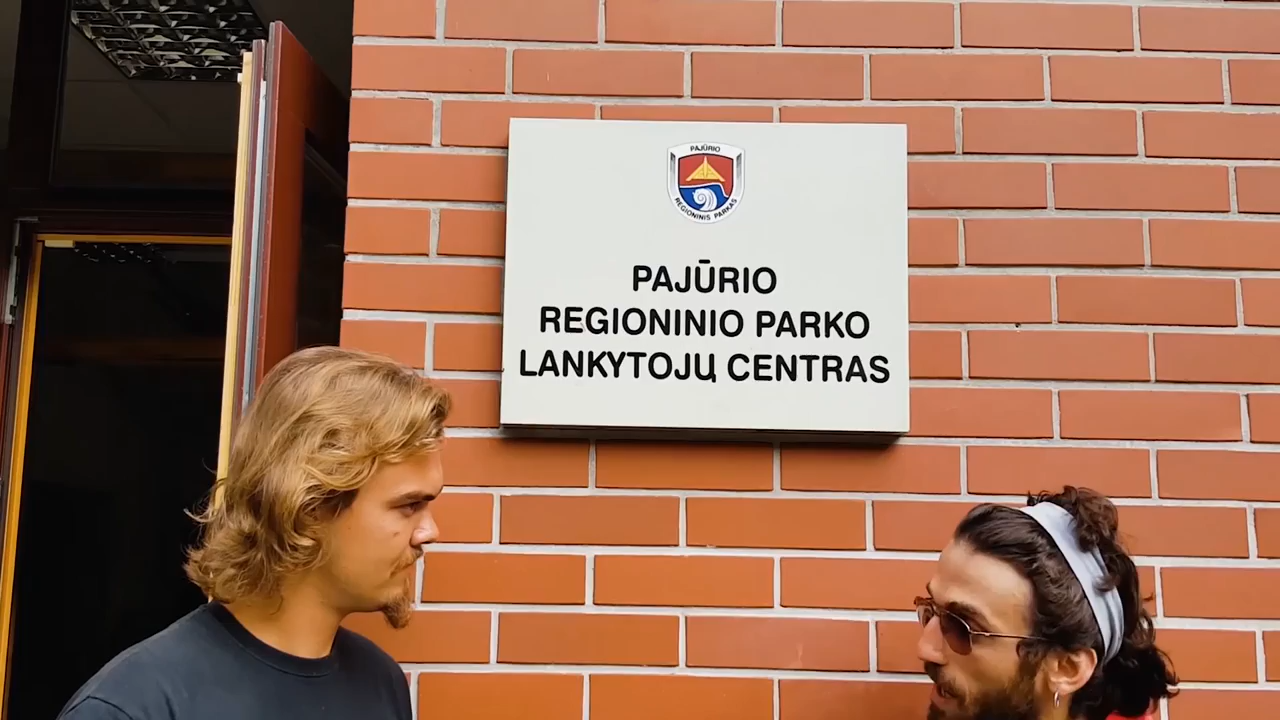 PAJŪRIO
REGIONINIS PARKAS
PAJŪRIO
REGIONINIO PARKO
LANKYTOJŲ CENTRAS